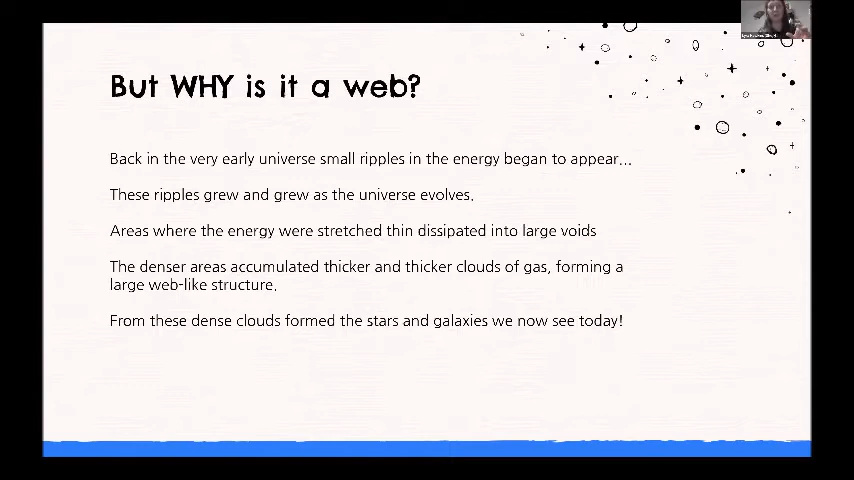 But WHY is it a web?
Back in the very early universe small ripples in the energy began to appear...
These ripples grew and grew as the universe evolves.
Areas where the energy were stretched thin dissipated into large voids
The denser areas accumulated thicker and thicker clouds of gas, forming a
large web-like structure.
From these dense clouds formed the stars and galaxies we now see today!